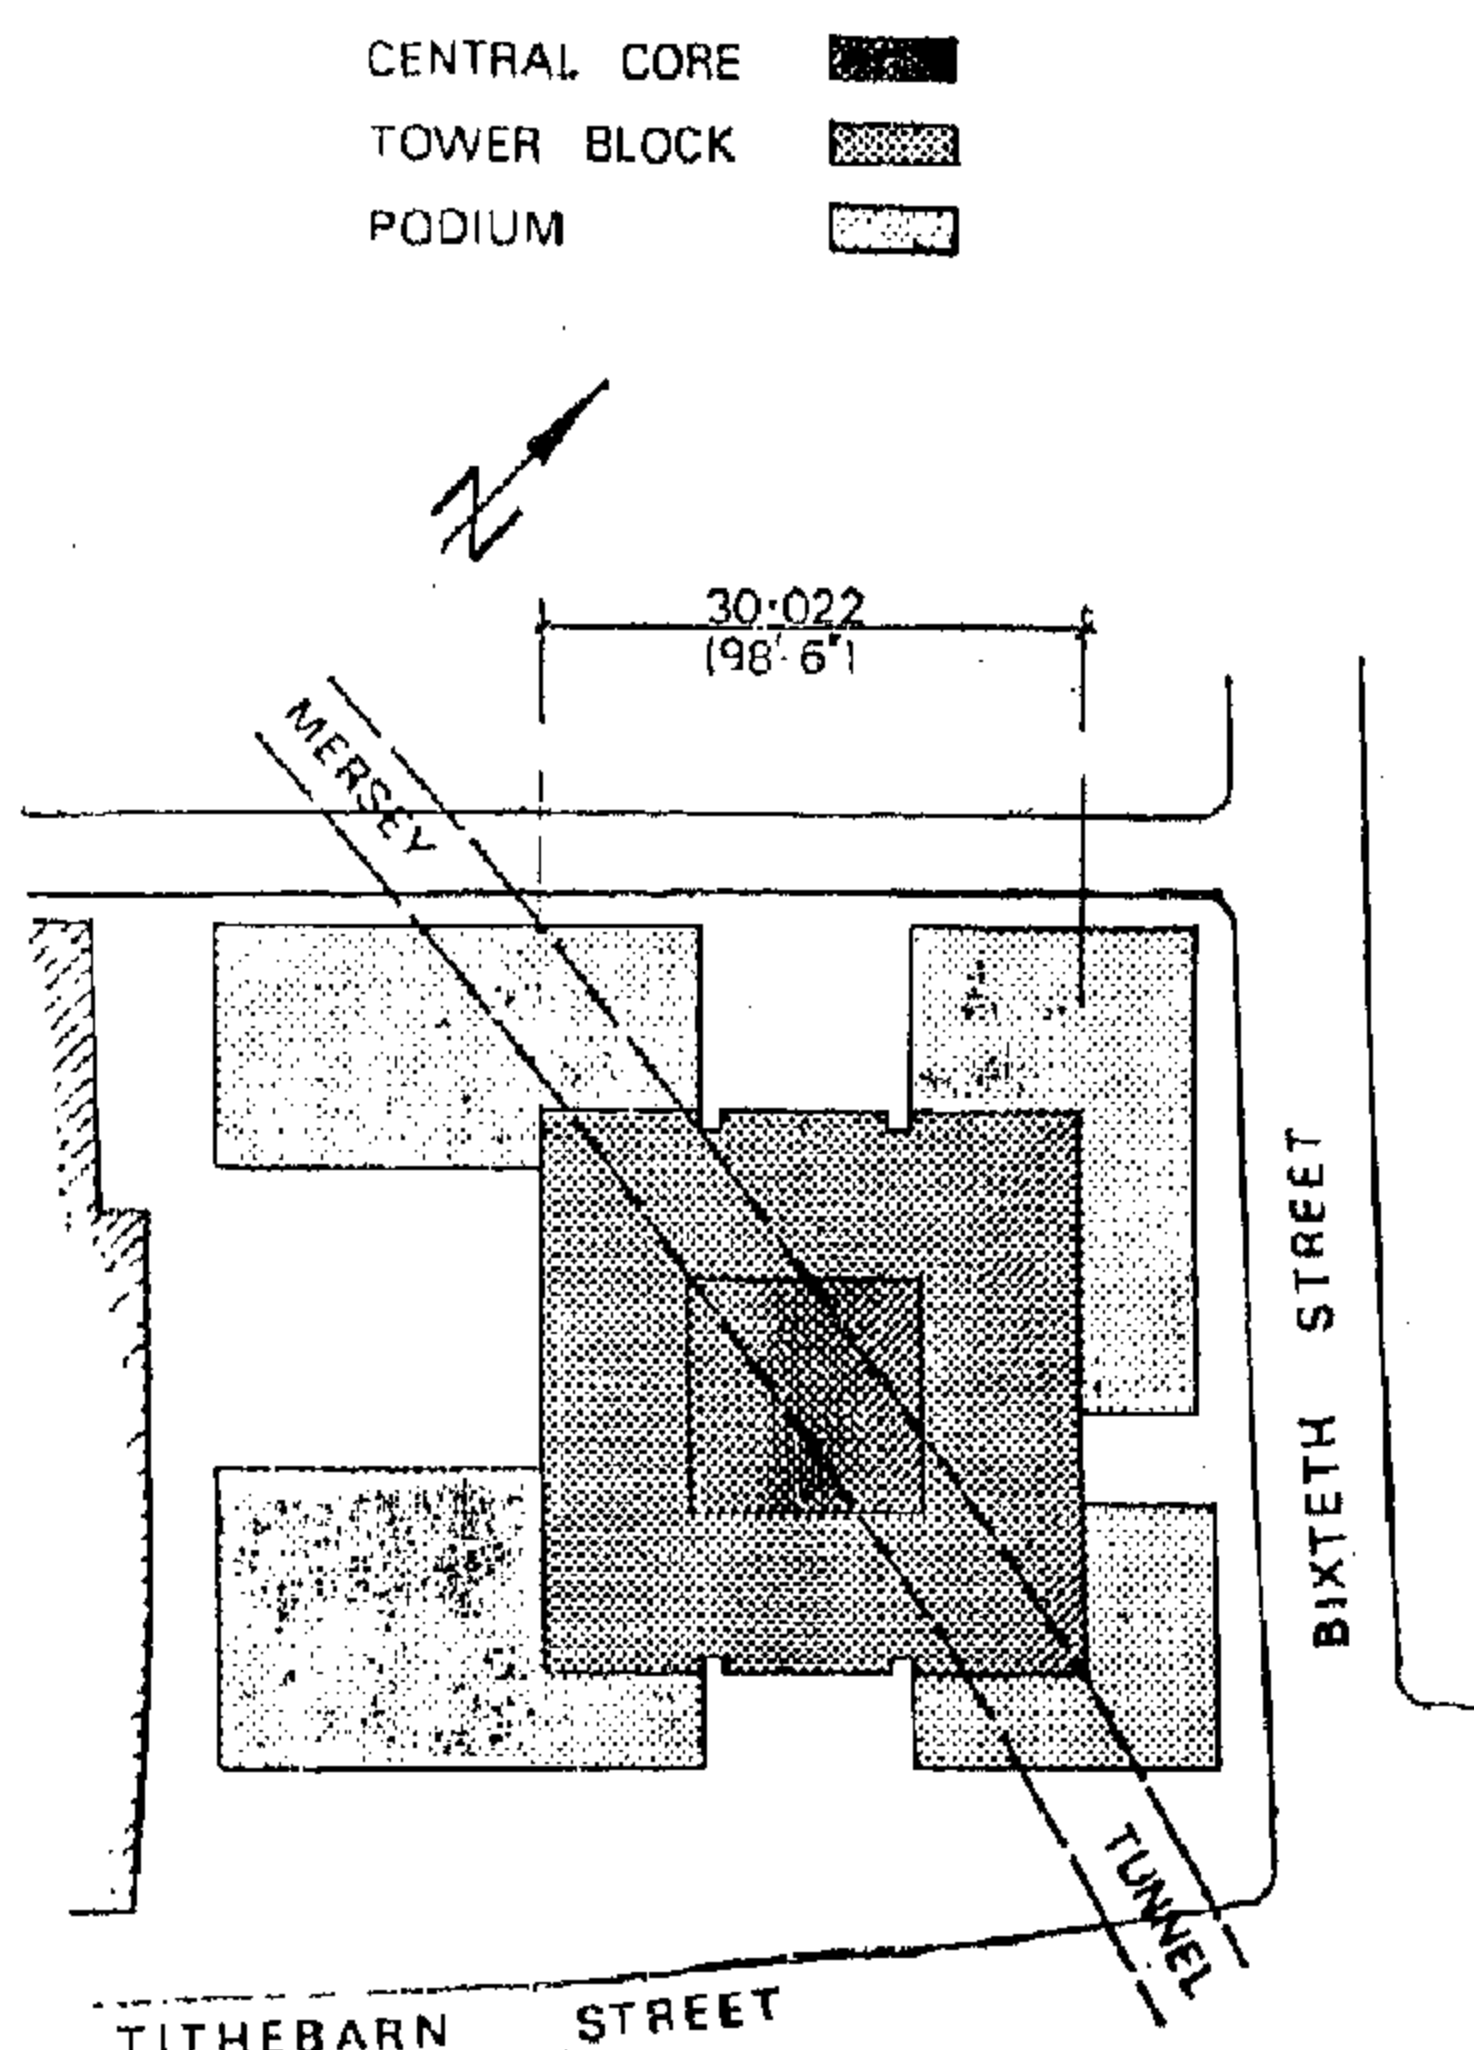 CENTRAL CORE
TOWER BLOCK
PODIUM
N
30·022
(98'-6")
MERSEY
BIXTETH STREET
TUNNEL
TITHEBARN STREET